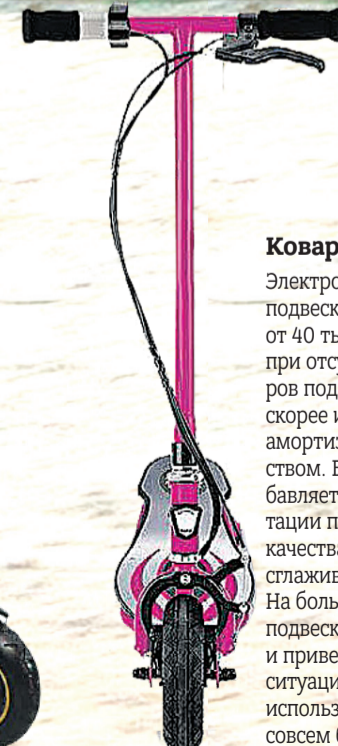 Ковар
Электро
подвеск
от 40 ты
при отсу
ров под
скорее и
амортиз
ством. Е
бавляет
тации п
качества
сглажив
На боль
подвеск
и приве
ситуаци
использ
совсем б